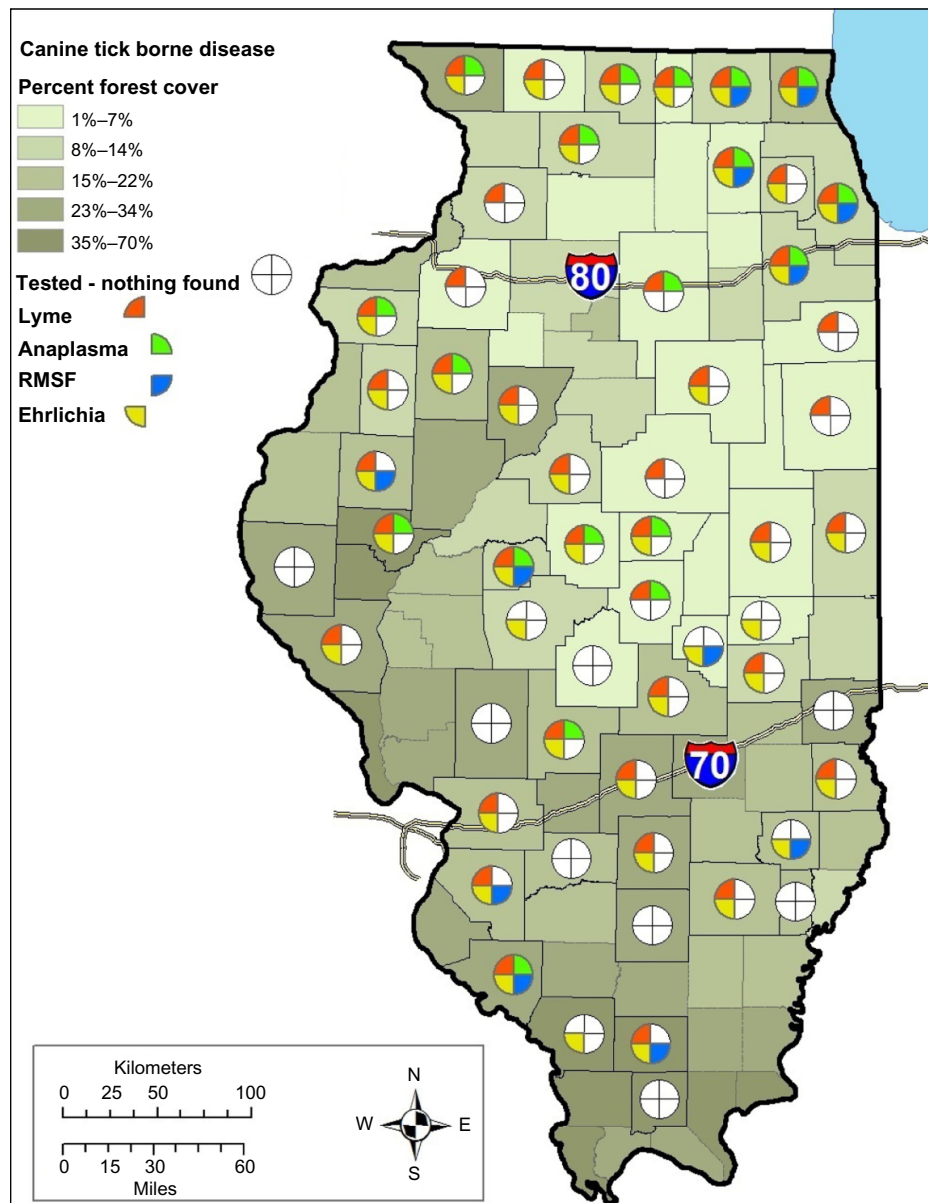 Canine tick borne disease
Percent forest cover
1%–7%
8%–14%
15%–22%
23%–34%
35%–70%
Tested - nothing found
Lyme
Anaplasma
RMSF
Ehrlichia
80
70
Kilometers
0 25 50 75 100
0 15 30 60
Miles
N
W E
S